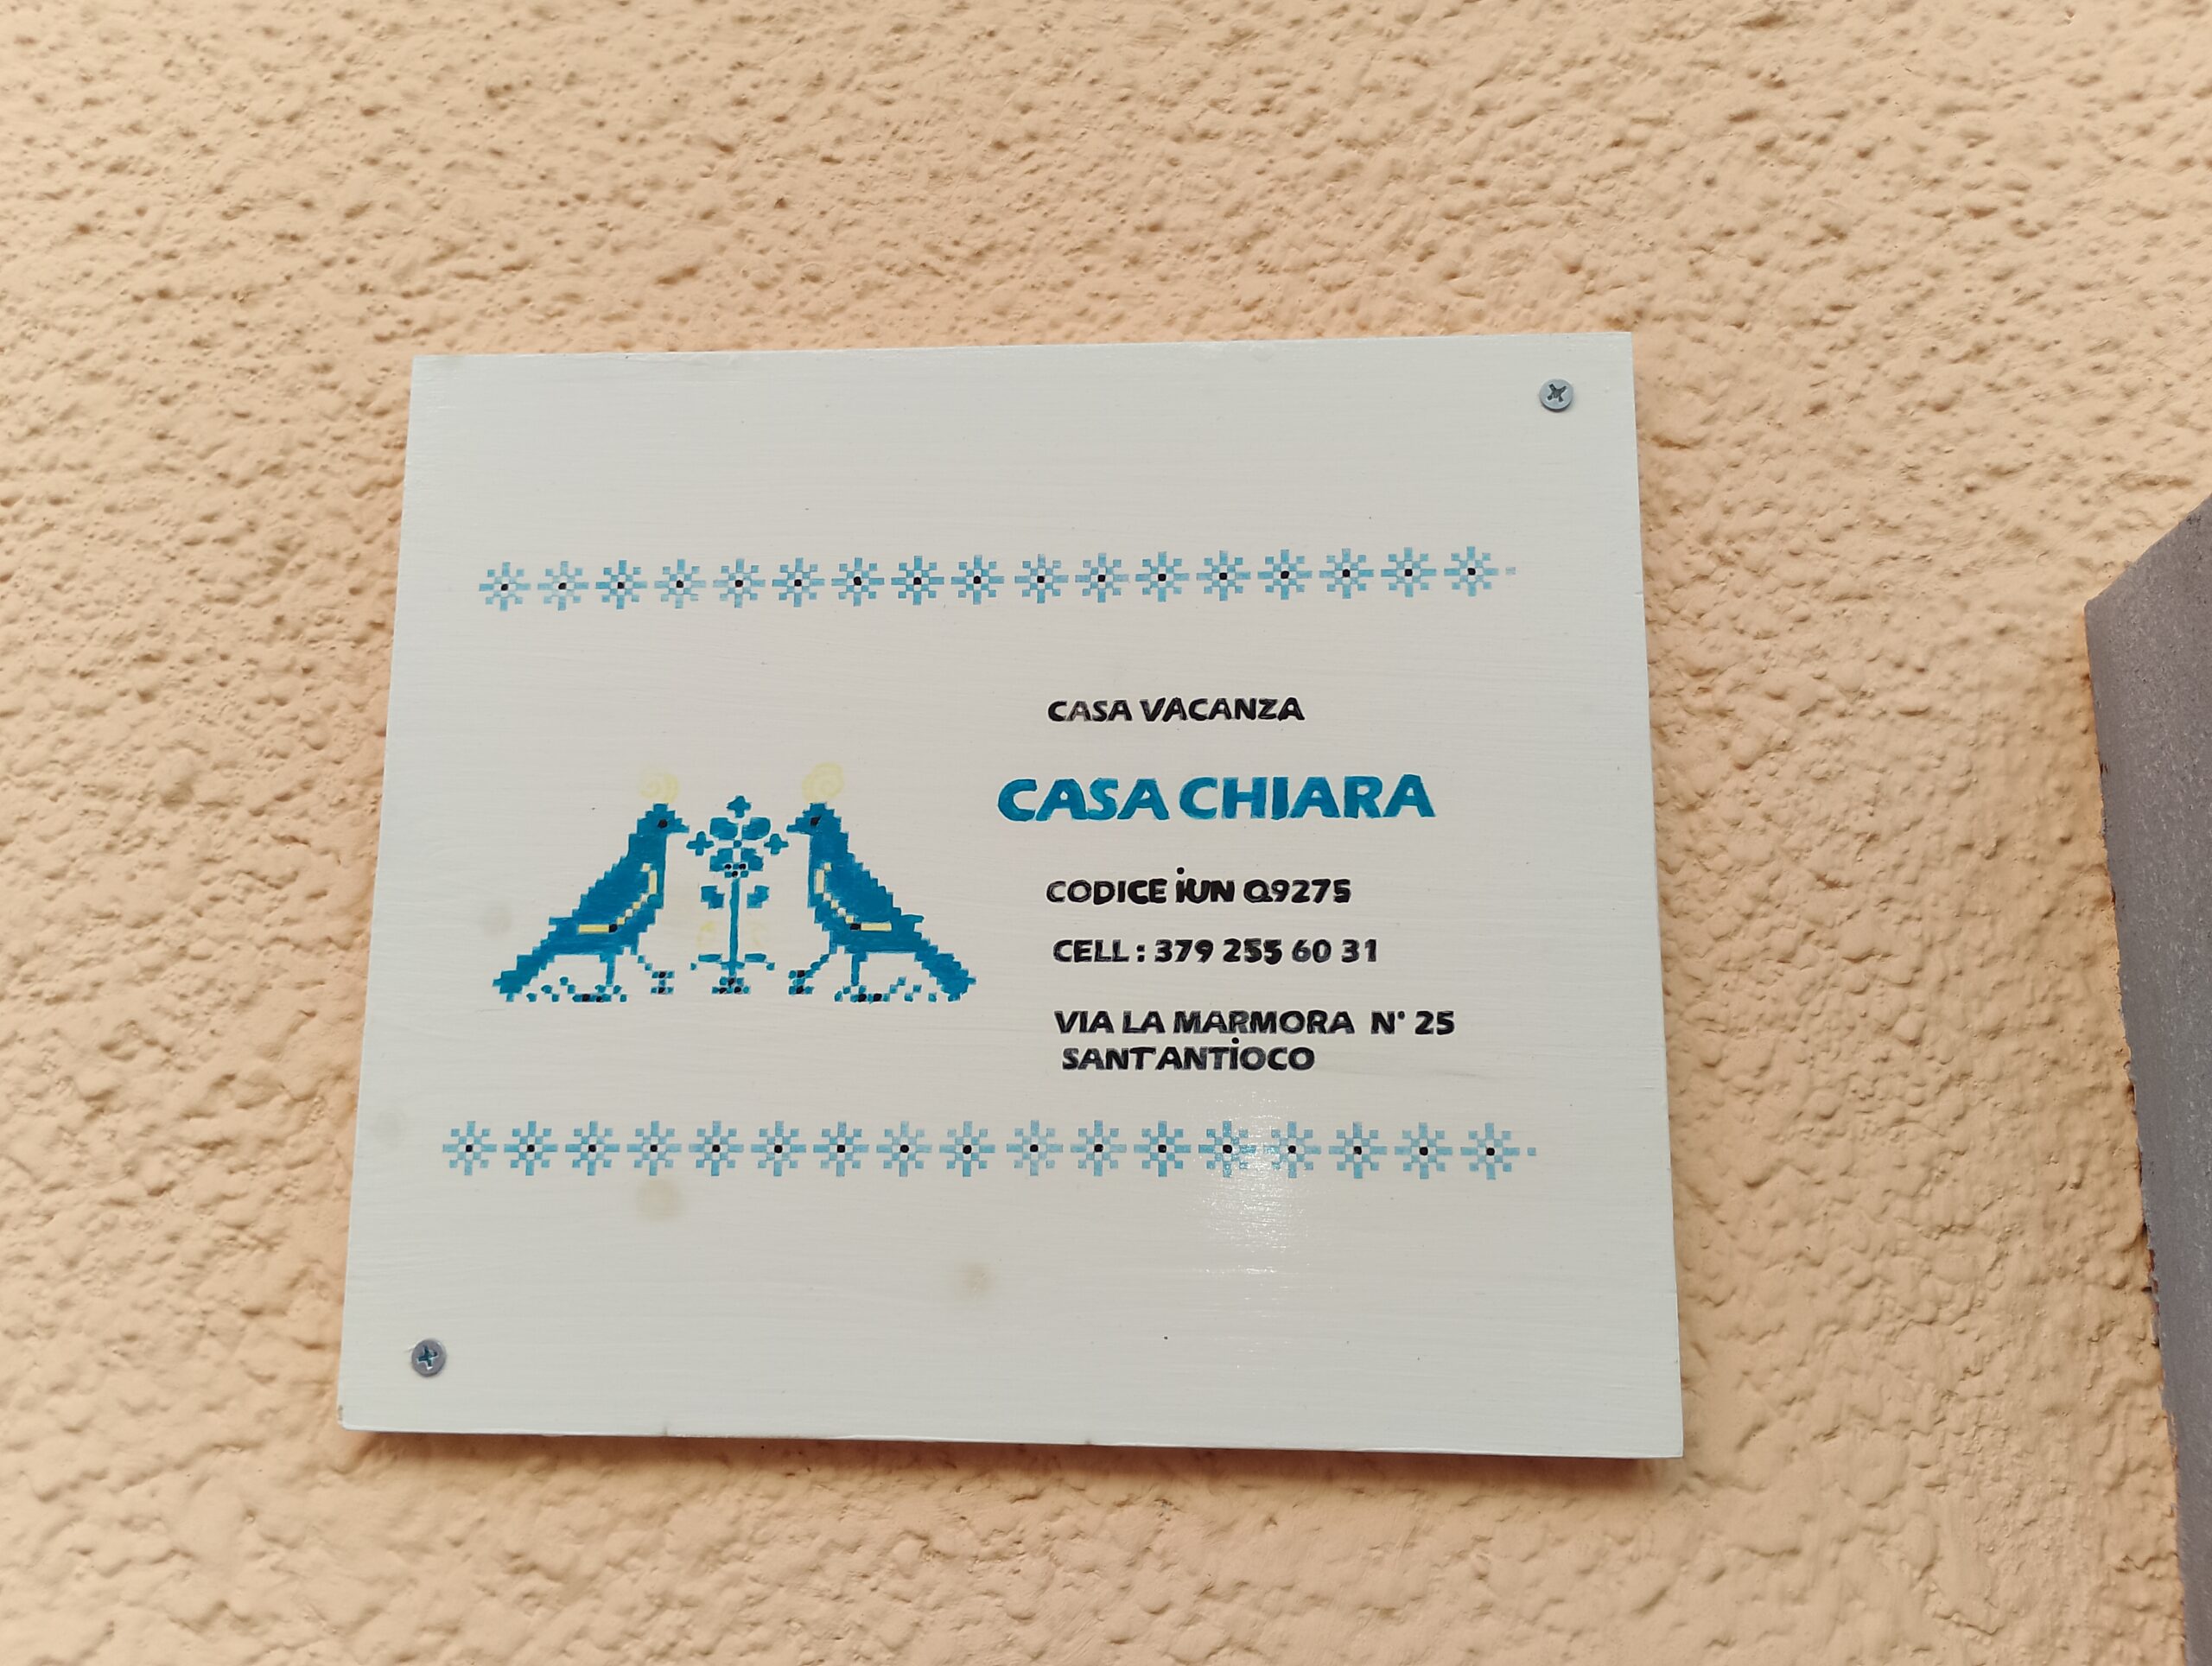 CASA VACANZA
CASA CHIARA
CODICE iUN Q9275
CELL : 379 255 60 31
VIA LA MARMORA N° 25
SANT'ANTiOCO